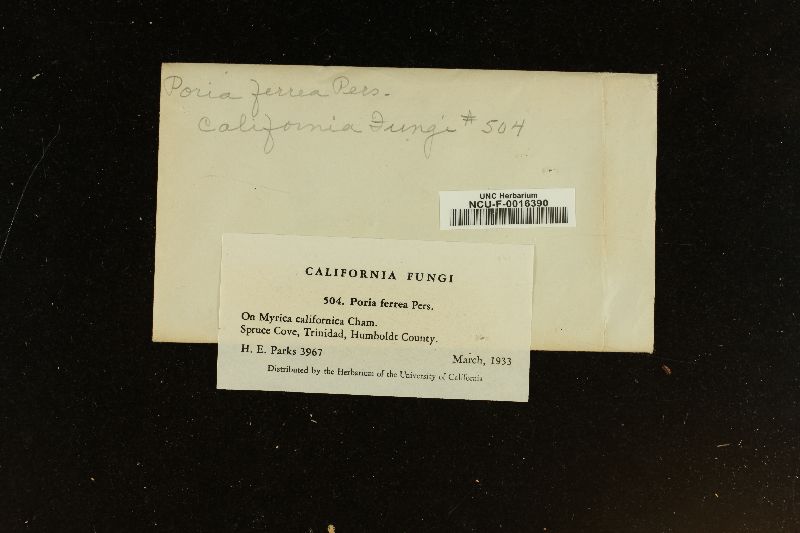 Poria ferrea Pers.
California Fungi # 504
UNC Herbarium
NCU-F-0016390
CALIFORNIA FUNGI
504. Poria ferrea Pers.
On Myrica californica Cham.
Spruce Cove, Trinidad, Humboldt County.
H. E. Parks 3967
March, 1933
Distributed by the Herbarium of the University of California